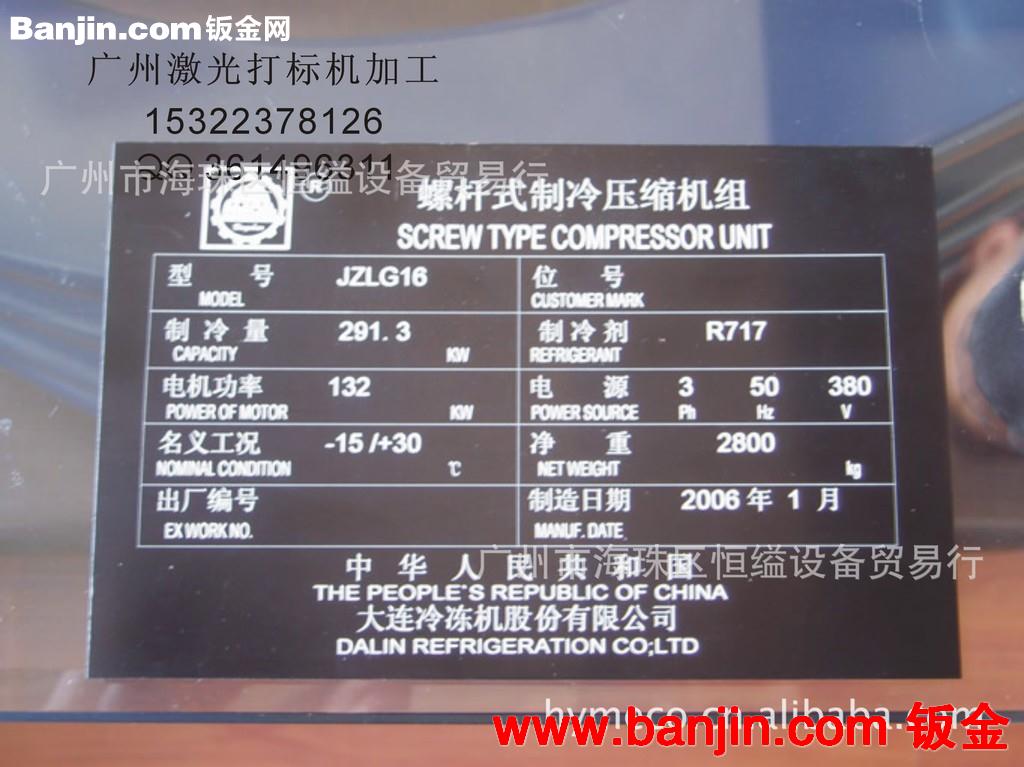 Banjin.com钣金网
广州激光打标机加工
15322378126
QQ 361490311
广州市海珠区恒溢设备贸易行
®
螺杆式制冷压缩机组
SCREW TYPE COMPRESSOR UNIT
型 号 JZLG16 位 号
MODEL CUSTOMER MARK
制冷量 291.3 制冷剂 R717
CAPACITY KW REFRIGERANT
电机功率 132 电 源 3 50 380
POWER OF MOTOR KW POWER SOURCE Ph Hz V
名义工况 -15 /+30 净 重 2800
NOMINAL CONDITION ℃ NET WEIGHT kg
出厂编号 制造日期 2006 年 1 月
EX WORK NO. MANUF. DATE
广州市海珠区恒溢设备贸易行
中华人民共和国
THE PEOPLE'S REPUBLIC OF CHINA
大连冷冻机股份有限公司
DALIN REFRIGERATION CO;LTD
www.banjin.com 钣金